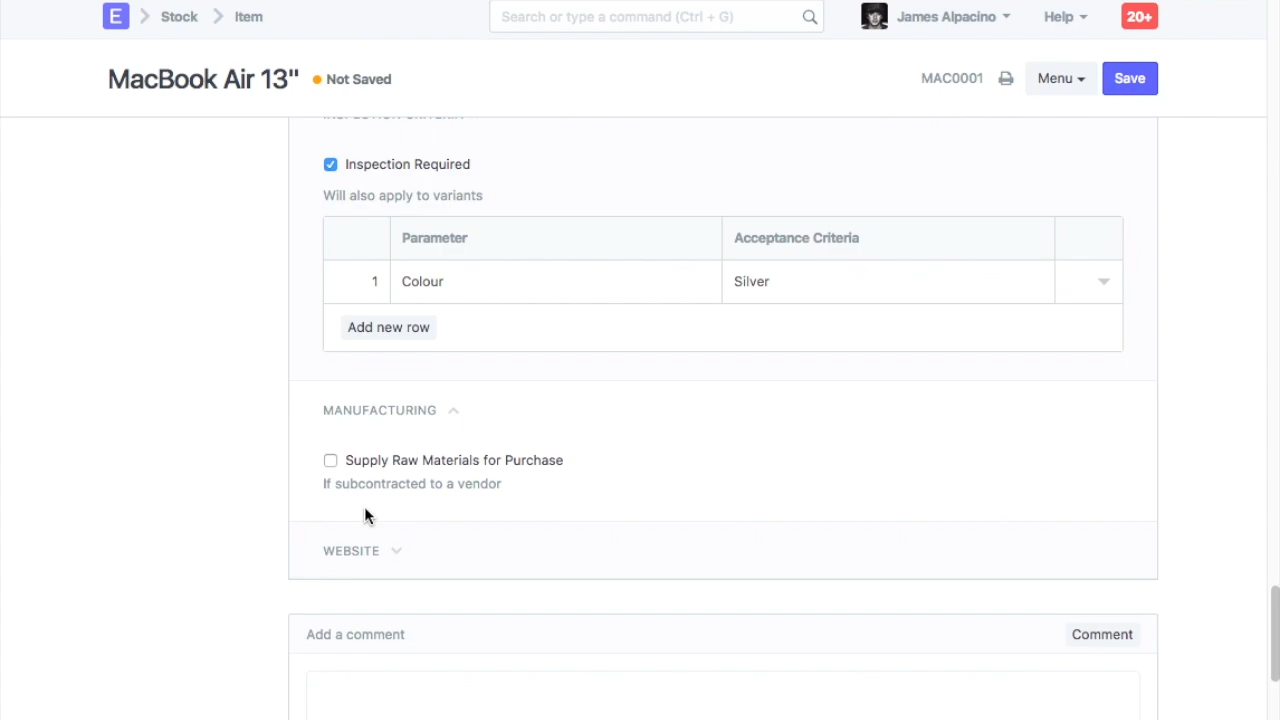 E Stock Item Search or type a command (Ctrl + G) James Alpacino Help 20+
MacBook Air 13" Not Saved MAC0001 Menu Save
INSPECTION CRITERIA
Inspection Required
Will also apply to variants
Parameter Acceptance Criteria
1 Colour Silver
Add new row
MANUFACTURING
Supply Raw Materials for Purchase
If subcontracted to a vendor
WEBSITE
Add a comment Comment